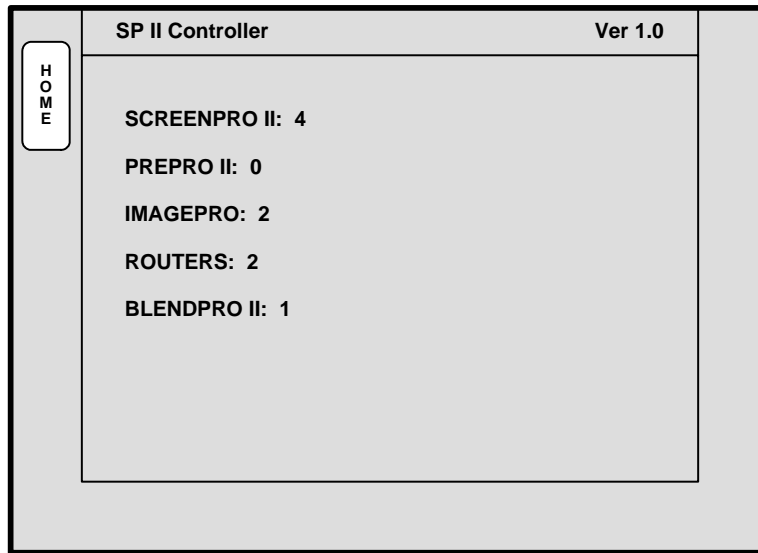 SP II Controller Ver 1.0
HOME
SCREENPRO II: 4
PREPRO II: 0
IMAGEPRO: 2
ROUTERS: 2
BLENDPRO II: 1